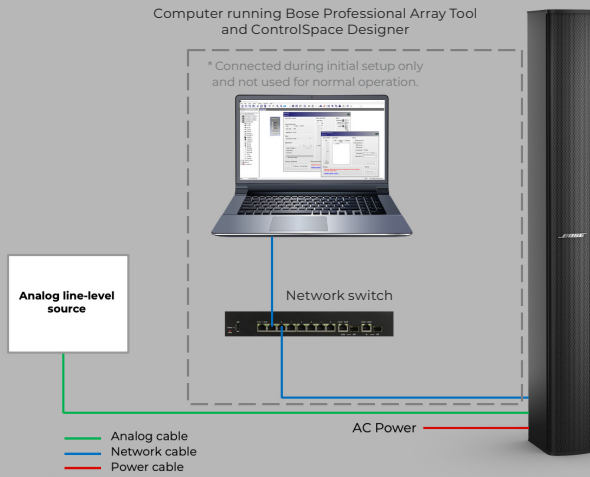 Computer running Bose Professional Array Tool
and ControlSpace Designer
* Connected during initial setup only
and not used for normal operation.
BOSE
Analog line-level
source
Network switch
AC Power
Analog cable
Network cable
Power cable